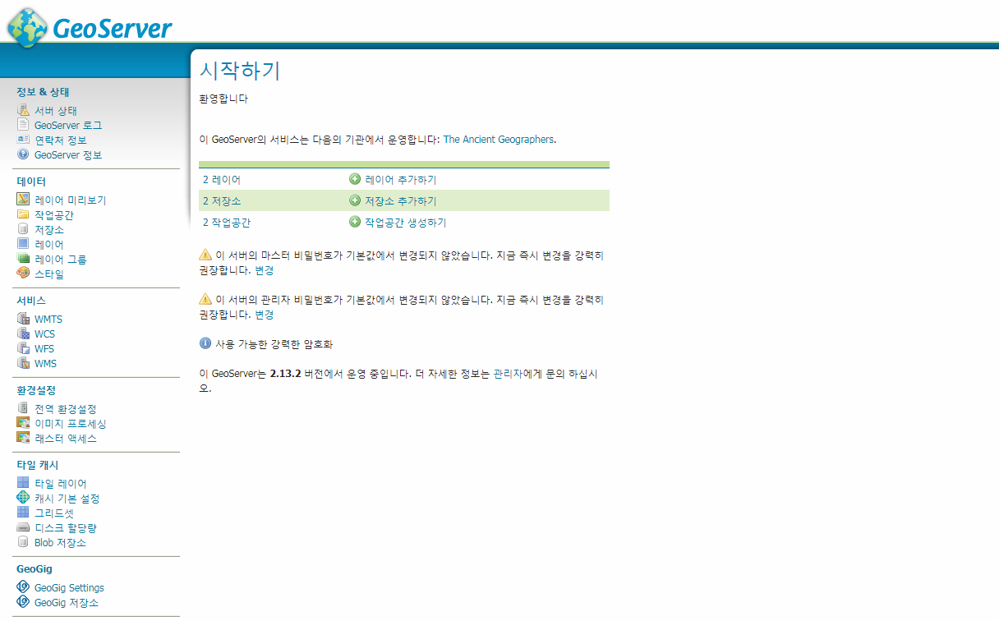 GeoServer
정보 & 상태
서버 상태
GeoServer 로그
연락처 정보
GeoServer 정보
데이터
레이어 미리보기
작업공간
저장소
레이어
레이어 그룹
스타일
서비스
WMTS
WCS
WFS
WMS
환경설정
전역 환경설정
이미지 프로세싱
래스터 액세스
타일 캐시
타일 레이어
캐시 기본 설정
그리드셋
디스크 할당량
Blob 저장소
GeoGig
GeoGig Settings
GeoGig 저장소
시작하기
환영합니다
이 GeoServer의 서비스는 다음의 기관에서 운영합니다: The Ancient Geographers.
2 레이어 레이어 추가하기
2 저장소 저장소 추가하기
2 작업공간 작업공간 생성하기
이 서버의 마스터 비밀번호가 기본값에서 변경되지 않았습니다. 지금 즉시 변경을 강력히
권장합니다. 변경
이 서버의 관리자 비밀번호가 기본값에서 변경되지 않았습니다. 지금 즉시 변경을 강력히
권장합니다. 변경
사용 가능한 강력한 암호화
이 GeoServer는 2.13.2 버전에서 운영 중입니다. 더 자세한 정보는 관리자에게 문의 하십시
오.